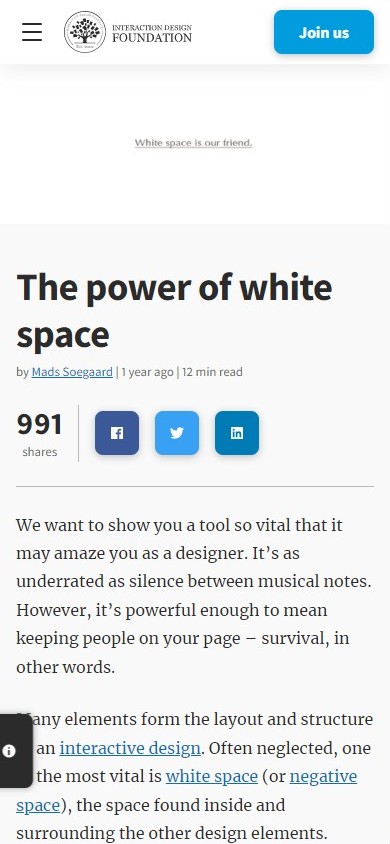 INTERACTION DESIGN
FOUNDATION
Join us
White space is our friend.
The power of white
space
by Mads Soegaard | 1 year ago | 12 min read
991
shares
We want to show you a tool so vital that it
may amaze you as a designer. It’s as
underrated as silence between musical notes.
However, it’s powerful enough to mean
keeping people on your page – survival, in
other words.
Many elements form the layout and structure
an interactive design. Often neglected, one
the most vital is white space (or negative
space), the space found inside and
surrounding the other design elements.